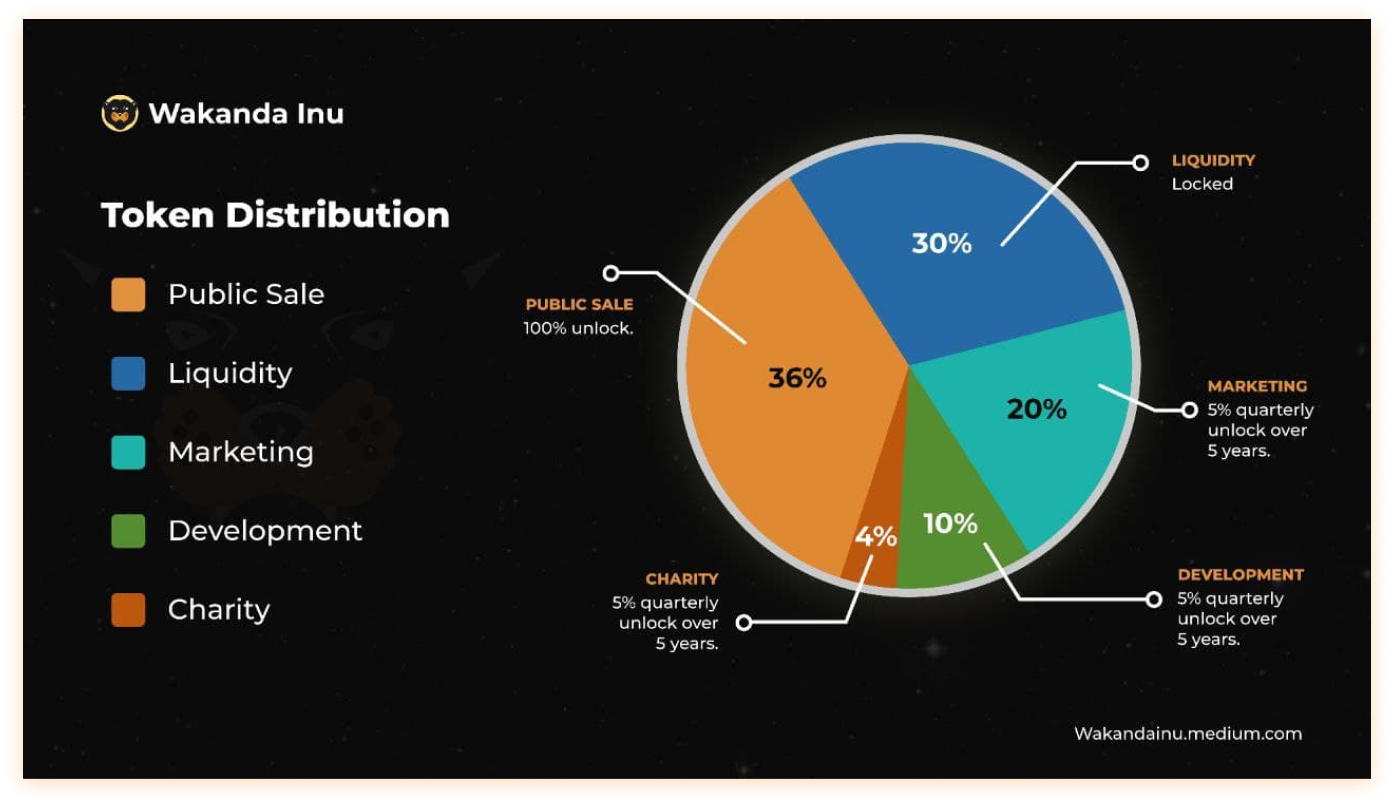 Wakanda Inu
Token Distribution
Public Sale
Liquidity
Marketing
Development
Charity
30%
36%
20%
10%
4%
LIQUIDITY
Locked
PUBLIC SALE
100% unlock.
MARKETING
5% quarterly
unlock over
5 years.
DEVELOPMENT
5% quarterly
unlock over
5 years.
CHARITY
5% quarterly
unlock over
5 years.
Wakandainu.medium.com